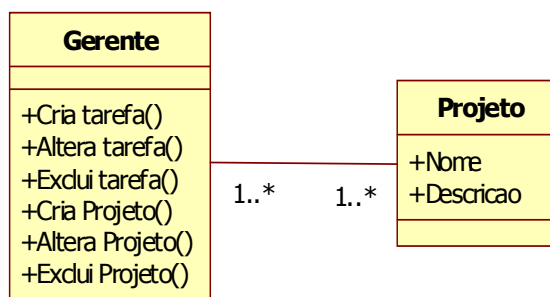 Gerente
+Cria tarefa()
+Altera tarefa()
+Exclui tarefa()
+Cria Projeto()
+Altera Projeto()
+Exclui Projeto()
1..*
1..*
Projeto
+Nome
+Descricao